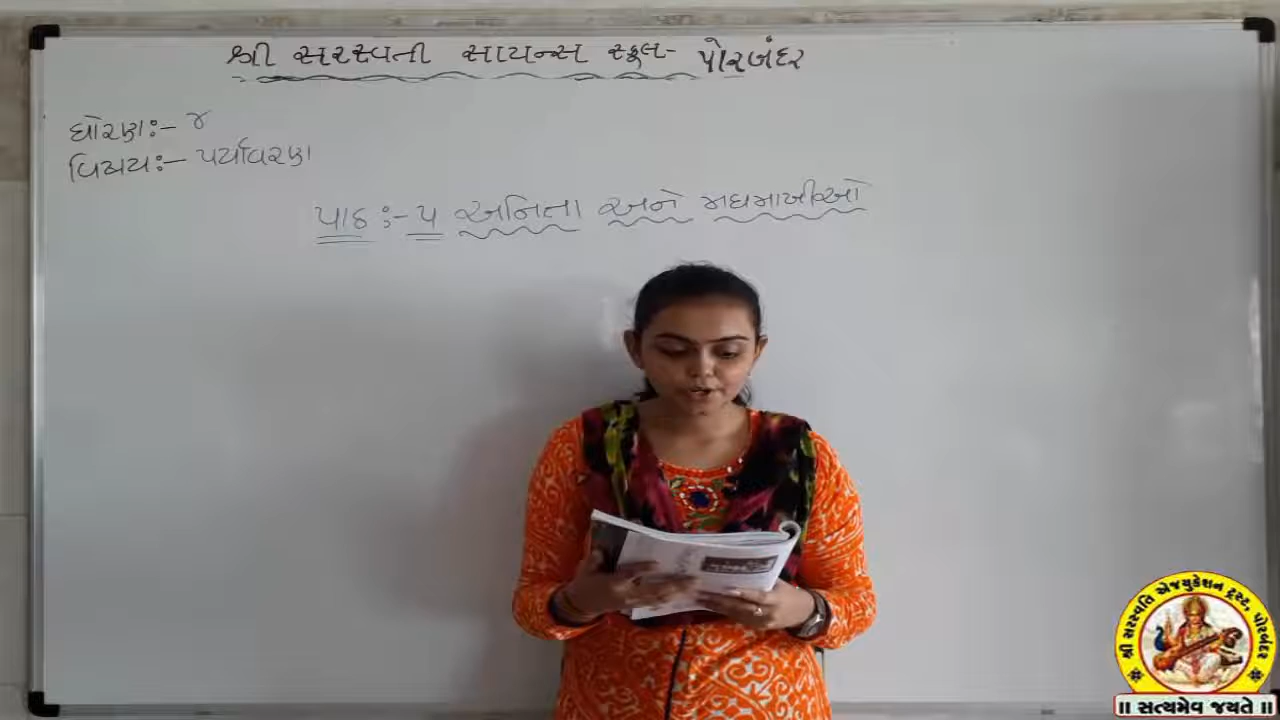 શ્રી સરસ્વતી સાયન્સ સ્કૂલ- પોરબંદર
ધોરણ:- ૪
વિષય:- પર્યાવરણ
પાઠ:- ૫ અનિતા અને મધમાખીઓ
શ્રી સરસ્વતિ એજ્યુકેશન ટ્રસ્ટ, પોરબંદર
॥ સત્યમેવ જયતે ॥